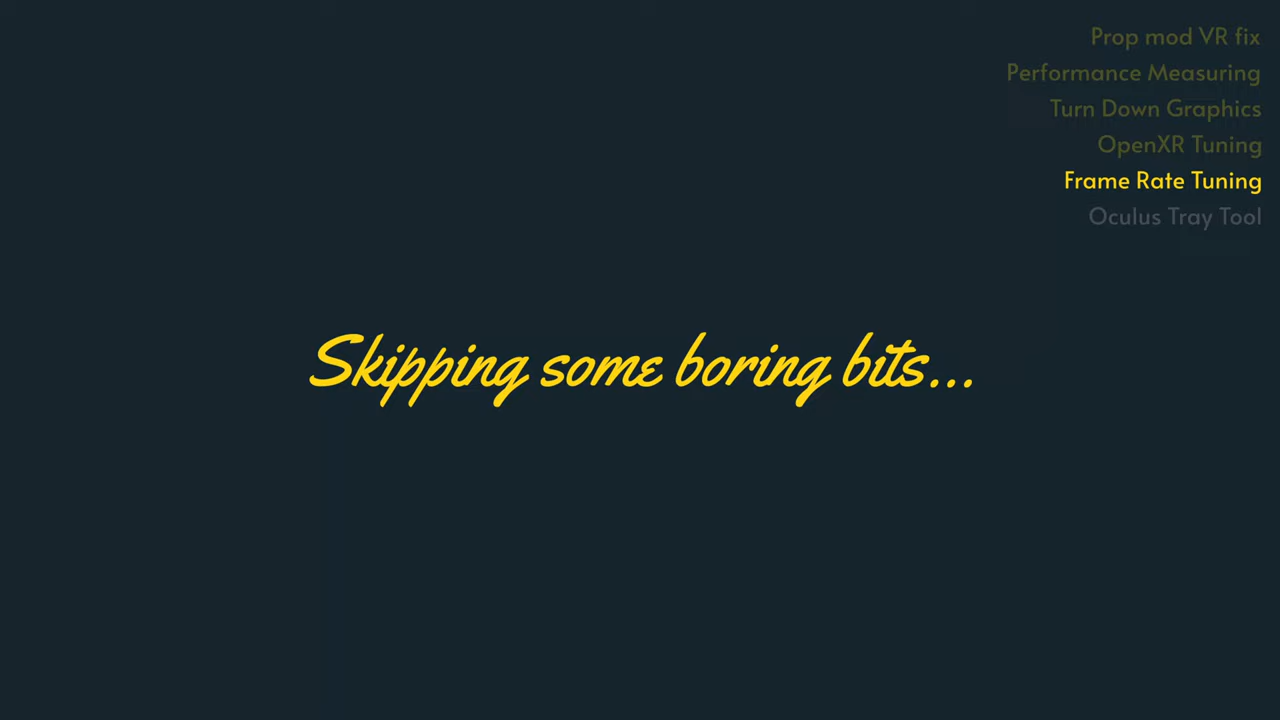 Prop mod VR fix
Performance Measuring
Turn Down Graphics
OpenXR Tuning
Frame Rate Tuning
Oculus Tray Tool
Skipping some boring bits...